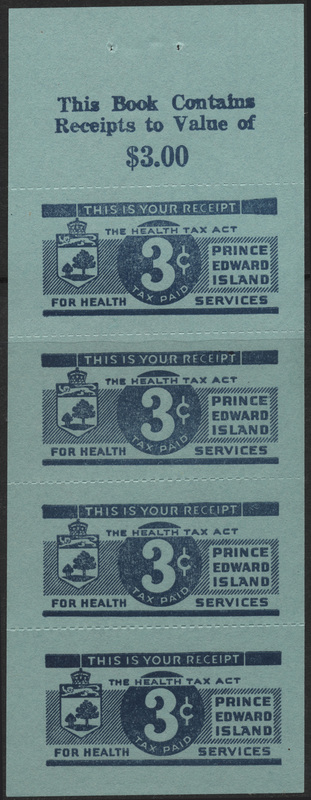 This Book Contains
Receipts to Value of
$3.00
THIS IS YOUR RECEIPT
THE HEALTH TAX ACT
3¢
TAX PAID
PRINCE
EDWARD
ISLAND
FOR HEALTH SERVICES
THIS IS YOUR RECEIPT
THE HEALTH TAX ACT
3¢
TAX PAID
PRINCE
EDWARD
ISLAND
FOR HEALTH SERVICES
THIS IS YOUR RECEIPT
THE HEALTH TAX ACT
3¢
TAX PAID
PRINCE
EDWARD
ISLAND
FOR HEALTH SERVICES
THIS IS YOUR RECEIPT
THE HEALTH TAX ACT
3¢
TAX PAID
PRINCE
EDWARD
ISLAND
FOR HEALTH SERVICES